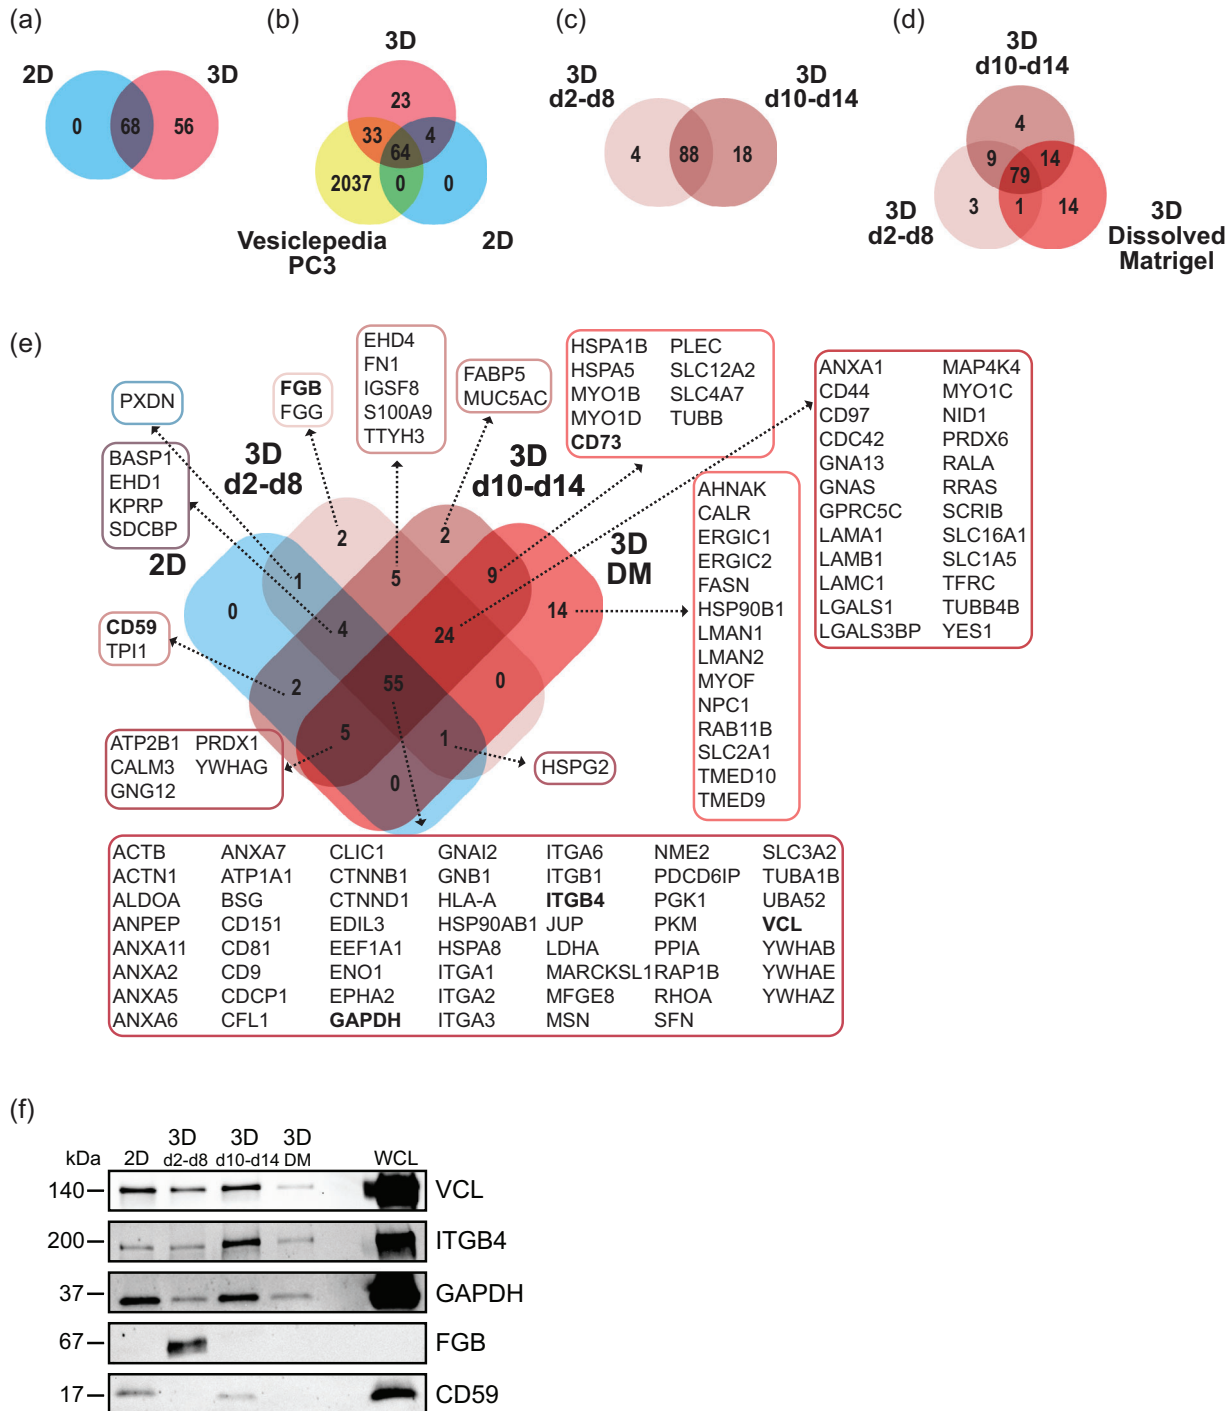 (a)
(b)
(c)
(d)
2D
3D
0
68
56
3D
23
33
4
64
2037
0
0
Vesiclepedia
PC3
2D
3D
d2-d8
3D
d10-d14
4
88
18
3D
d10-d14
4
9
14
79
3
1
14
3D
d2-d8
3D
Dissolved
Matrigel
(e)
PXDN
BASP1
EHD1
KPRP
SDCBP
FGB
FGG
EHD4
FN1
IGSF8
S100A9
TTYH3
FABP5
MUC5AC
HSPA1B PLEC
HSPA5 SLC12A2
MYO1B SLC4A7
MYO1D TUBB
CD73
ANXA1 MAP4K4
CD44 MYO1C
CD97 NID1
CDC42 PRDX6
GNA13 RALA
GNAS RRAS
GPRC5C SCRIB
LAMA1 SLC16A1
LAMB1 SLC1A5
LAMC1 TFRC
LGALS1 TUBB4B
LGALS3BP YES1
AHNAK
CALR
ERGIC1
ERGIC2
FASN
HSP90B1
LMAN1
LMAN2
MYOF
NPC1
RAB11B
SLC2A1
TMED10
TMED9
2D
3D
d2-d8
3D
d10-d14
3D
DM
2
2
1
5
9
0
4
24
14
2
55
0
5
1
0
CD59
TPI1
ATP2B1 PRDX1
CALM3 YWHAG
GNG12
HSPG2
ACTB ANXA7 CLIC1 GNAI2 ITGA6 NME2 SLC3A2
ACTN1 ATP1A1 CTNNB1 GNB1 ITGB1 PDCD6IP TUBA1B
ALDOA BSG CTNND1 HLA-A ITGB4 PGK1 UBA52
ANPEP CD151 EDIL3 HSP90AB1 JUP PKM VCL
ANXA11 CD81 EEF1A1 HSPA8 LDHA PPIA YWHAB
ANXA2 CD9 ENO1 ITGA1 MARCKSL1 RAP1B YWHAE
ANXA5 CDCP1 EPHA2 ITGA2 MFGE8 RHOA YWHAZ
ANXA6 CFL1 GAPDH ITGA3 MSN SFN
(f)
kDa 2D 3D d2-d8 3D d10-d14 3D DM WCL
140 VCL
200 ITGB4
37 GAPDH
67 FGB
17 CD59